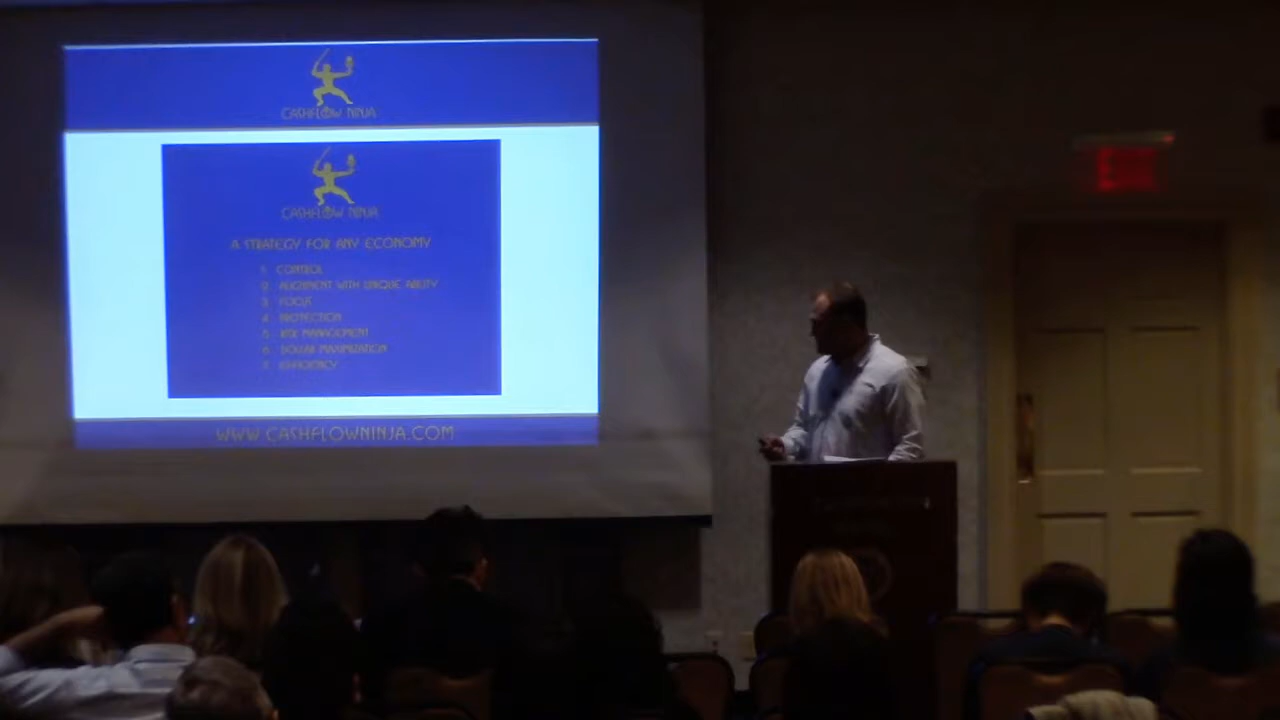 CASHFLOW NINJA
CASHFLOW NINJA
A STRATEGY FOR ANY ECONOMY
1. CONTROL
2. ALIGNMENT WITH UNIQUE ABILITY
3. FOCUS
4. PROTECTION
5. RISK MANAGEMENT
6. DOLLAR MAXIMIZATION
7. EFFICIENCY
WWW.CASHFLOWNINJA.COM